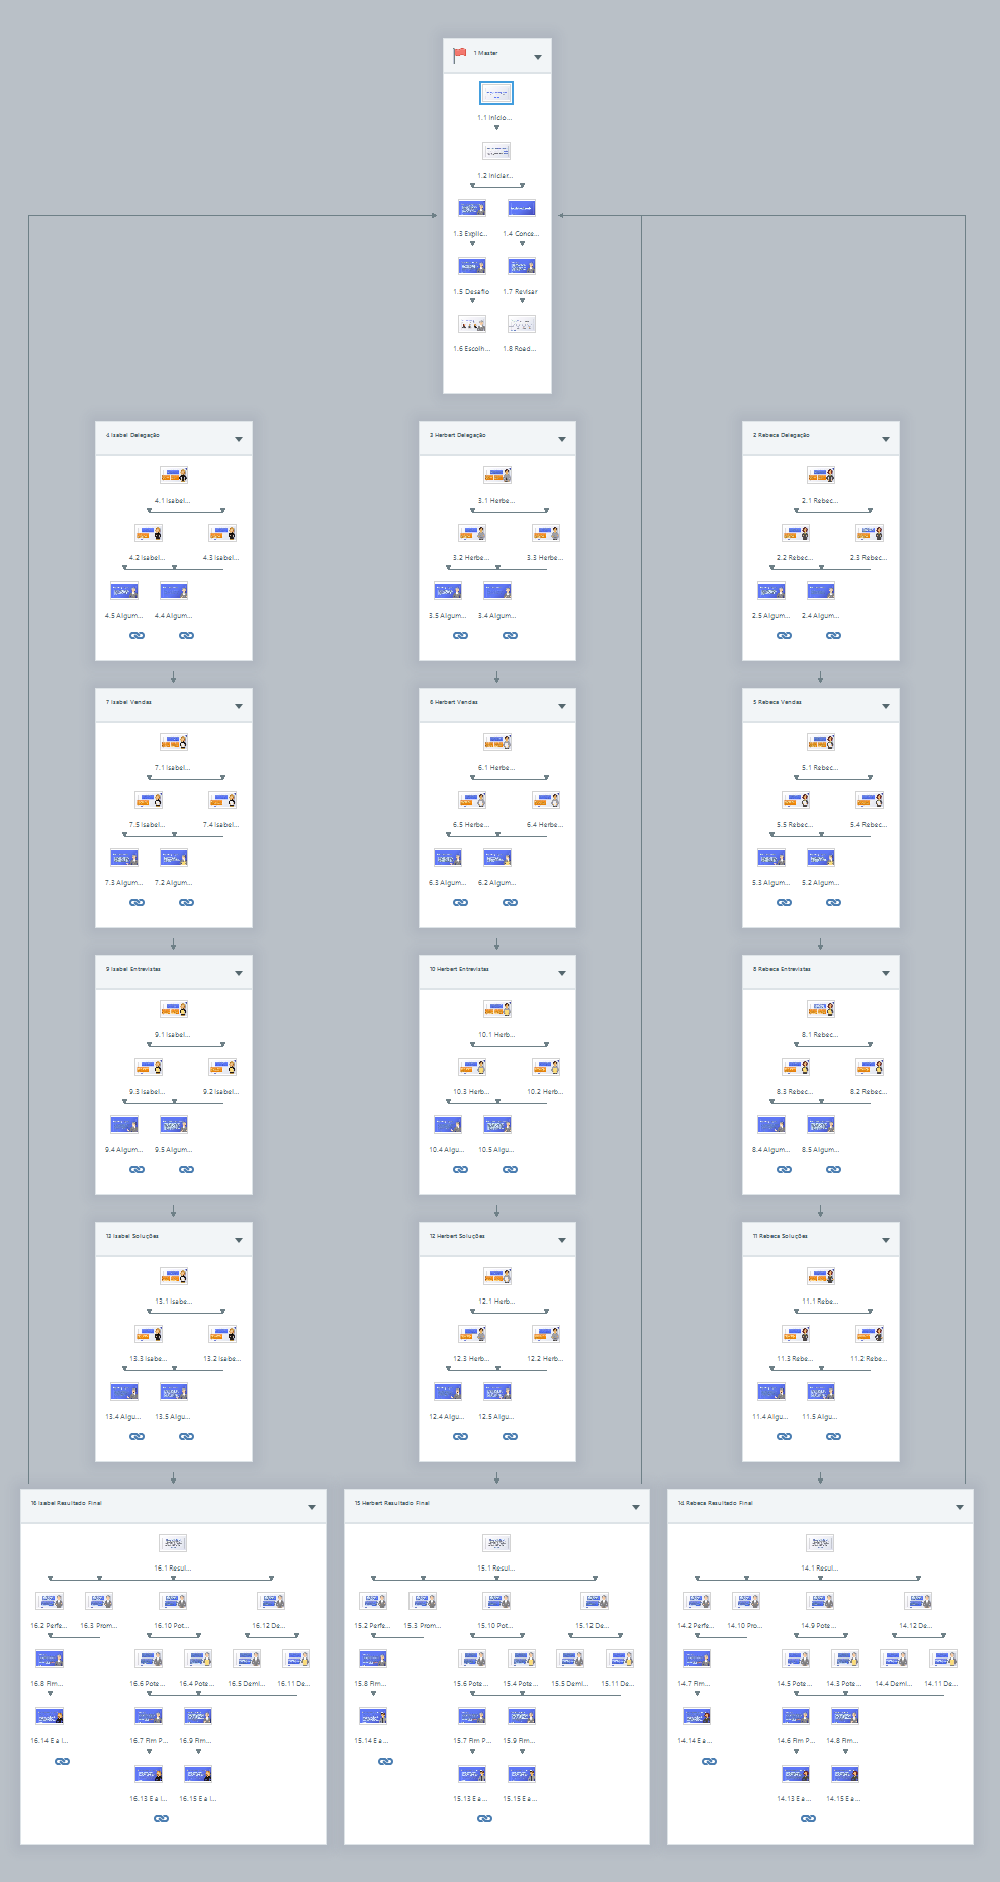 1 Master
1.1 Início...
1.2 Iniciar...
1.3 Explic... 1.4 Conce...
1.5 Desafio 1.7 Revisar
1.6 Escolh... 1.8 Road...
4 Isabel Delegação 3 Herbert Delegação 2 Rebeca Delegação
4.1 Isabel... 3.1 Herbe... 2.1 Rebec...
4.2 Isabel... 4.3 Isabel... 3.2 Herbe... 3.3 Herbe... 2.2 Rebec... 2.3 Rebec...
4.5 Algum... 4.4 Algum... 3.5 Algum... 3.4 Algum... 2.5 Algum... 2.4 Algum...
7 Isabel Vendas 6 Herbert Vendas 5 Rebeca Vendas
7.1 Isabel... 6.1 Herbe... 5.1 Rebec...
7.5 Isabel... 7.4 Isabel... 6.5 Herbe... 6.4 Herbe... 5.5 Rebec... 5.4 Rebec...
7.3 Algum... 7.2 Algum... 6.3 Algum... 6.2 Algum... 5.3 Algum... 5.2 Algum...
9 Isabel Entrevistas 10 Herbert Entrevistas 8 Rebeca Entrevistas
9.1 Isabel... 10.1 Herb... 8.1 Rebec...
9.3 Isabel... 9.2 Isabel... 10.3 Herb... 10.2 Herb... 8.3 Rebec... 8.2 Rebec...
9.4 Algum... 9.5 Algum... 10.4 Algu... 10.5 Algu... 8.4 Algum... 8.5 Algum...
13 Isabel Soluções 12 Herbert Soluções 11 Rebeca Soluções
13.1 Isabe... 12.1 Herb... 11.1 Rebe...
13.3 Isabe... 13.2 Isabe... 12.3 Herb... 12.2 Herb... 11.3 Rebe... 11.2 Rebe...
13.4 Algu... 13.5 Algu... 12.4 Algu... 12.5 Algu... 11.4 Algu... 11.5 Algu...
16 Isabel Resultado Final 15 Herbert Resultado Final 14 Rebeca Resultado Final
16.1 Resul... 15.1 Resul... 14.1 Resul...
16.2 Perfe... 16.3 Prom... 16.10 Pot... 16.12 De... 15.2 Perfe... 15.3 Prom... 15.10 Pot... 15.12 De... 14.2 Perfe... 14.10 Pro... 14.9 Pote... 14.12 De...
16.8 Fim... 16.6 Pote... 16.4 Pote... 16.5 Demi... 16.11 De... 15.8 Fim... 15.6 Pote... 15.4 Pote... 15.5 Demi... 15.11 De... 14.7 Fim... 14.5 Pote... 14.3 Pote... 14.4 Demi... 14.11 De...
16.14 E a I... 16.7 Fim P... 16.9 Fim... 15.14 E a... 15.7 Fim P... 15.9 Fim... 14.14 E a... 14.6 Fim P... 14.8 Fim...
16.13 E a I... 16.15 E a I... 15.13 E a... 15.15 E a... 14.13 E a... 14.15 E a...